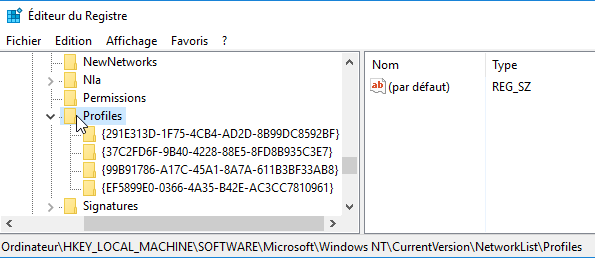 Éditeur du Registre
Fichier Edition Affichage Favoris ?
NewNetworks
Nla
Permissions
Profiles
{291E313D-1F75-4CB4-AD2D-8B99DC8592BF}
{37C2FD6F-9B40-4228-88E5-8FD8B935C3E7}
{99B91786-A17C-45A1-8A7A-611B3BF33AB8}
{EF5899E0-0366-4A35-B42E-AC3CC7810961}
Signatures
Nom Type
ab (par défaut) REG_SZ
Ordinateur\HKEY_LOCAL_MACHINE\SOFTWARE\Microsoft\Windows NT\CurrentVersion\NetworkList\Profiles